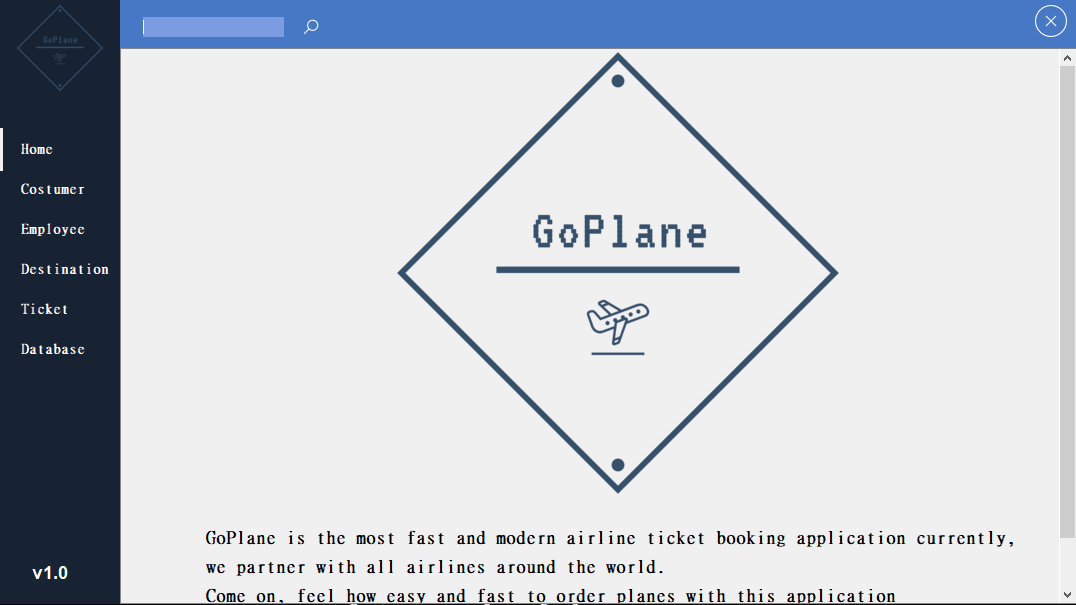 GoPlane
Home
Costumer
Employee
Destination
Ticket
Database
v1.0
GoPlane
GoPlane is the most fast and modern airline ticket booking application currently,
we partner with all airlines around the world.
Come on, feel how easy and fast to order planes with this application